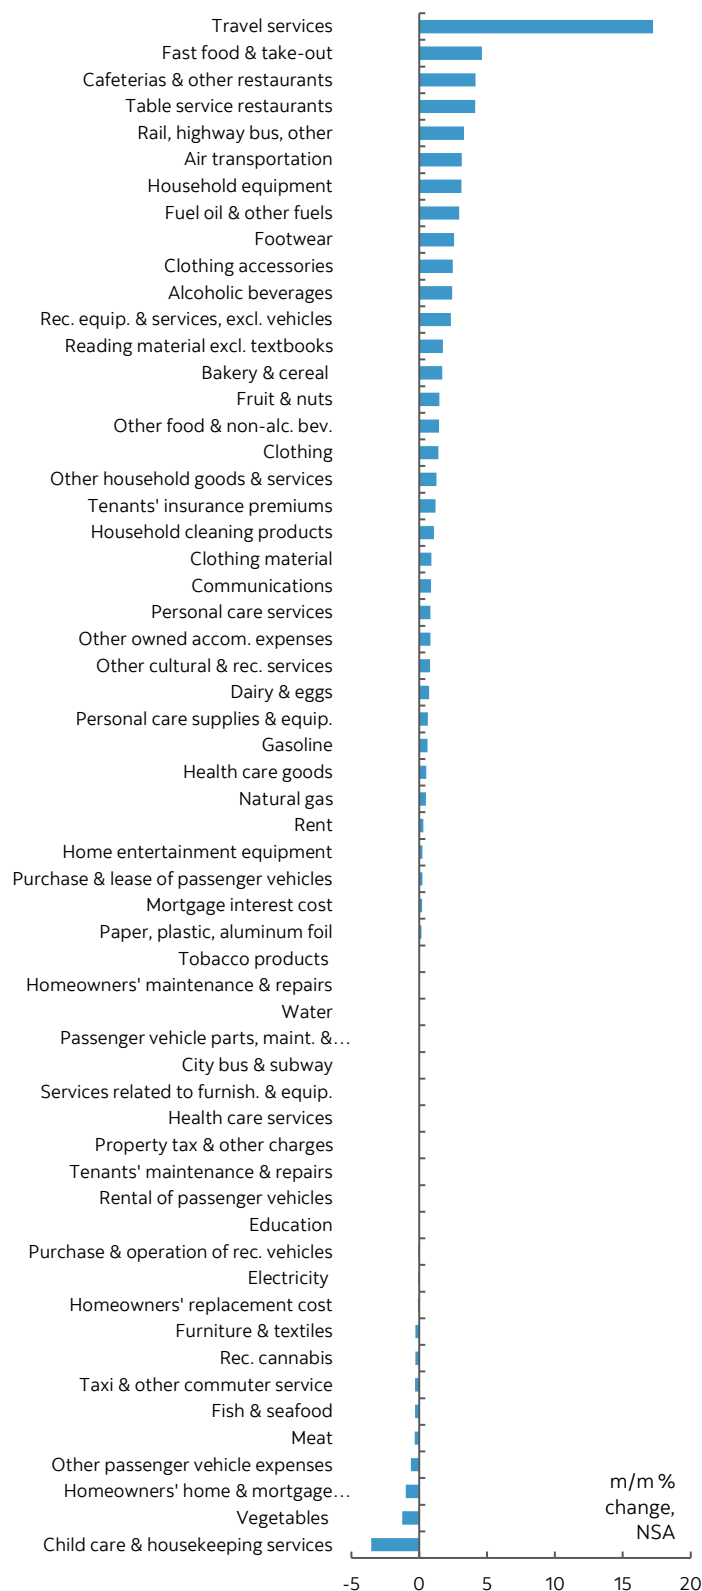 Travel services
Fast food & take-out
Cafeterias & other restaurants
Table service restaurants
Rail, highway bus, other
Air transportation
Household equipment
Fuel oil & other fuels
Footwear
Clothing accessories
Alcoholic beverages
Rec. equip. & services, excl. vehicles
Reading material excl. textbooks
Bakery & cereal
Fruit & nuts
Other food & non-alc. bev.
Clothing
Other household goods & services
Tenants' insurance premiums
Household cleaning products
Clothing material
Communications
Personal care services
Other owned accom. expenses
Other cultural & rec. services
Dairy & eggs
Personal care supplies & equip.
Gasoline
Health care goods
Natural gas
Rent
Home entertainment equipment
Purchase & lease of passenger vehicles
Mortgage interest cost
Paper, plastic, aluminum foil
Tobacco products
Homeowners' maintenance & repairs
Water
Passenger vehicle parts, maint. &…
City bus & subway
Services related to furnish. & equip.
Health care services
Property tax & other charges
Tenants' maintenance & repairs
Rental of passenger vehicles
Education
Purchase & operation of rec. vehicles
Electricity
Homeowners' replacement cost
Furniture & textiles
Rec. cannabis
Taxi & other commuter service
Fish & seafood
Meat
Other passenger vehicle expenses
Homeowners' home & mortgage…
Vegetables
Child care & housekeeping services
m/m %
change,
NSA
-5 0 5 10 15 20